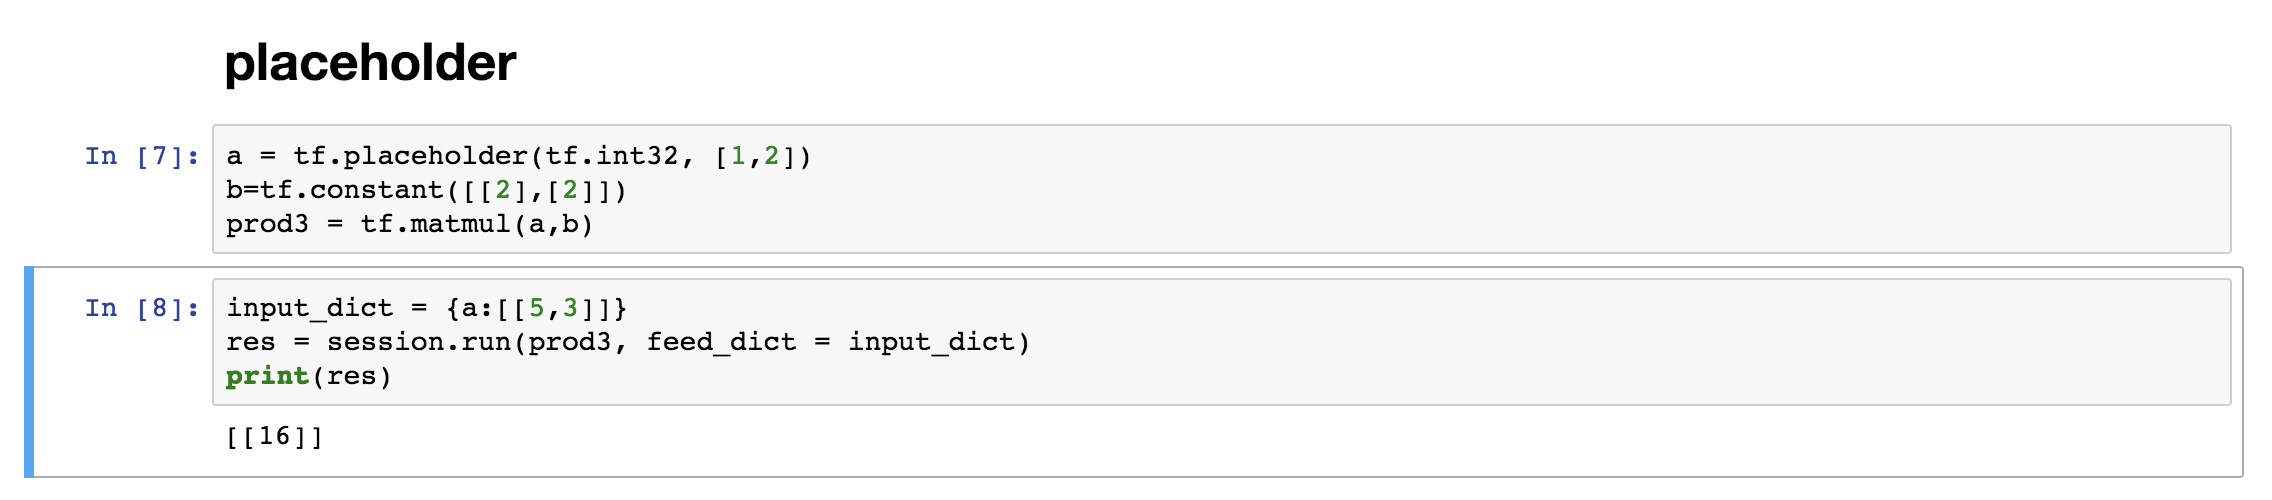 placeholder
In [7]: a = tf.placeholder(tf.int32, [1,2])
b=tf.constant([[2],[2]])
prod3 = tf.matmul(a,b)
In [8]: input_dict = {a:[[5,3]]}
res = session.run(prod3, feed_dict = input_dict)
print(res)
[[16]]